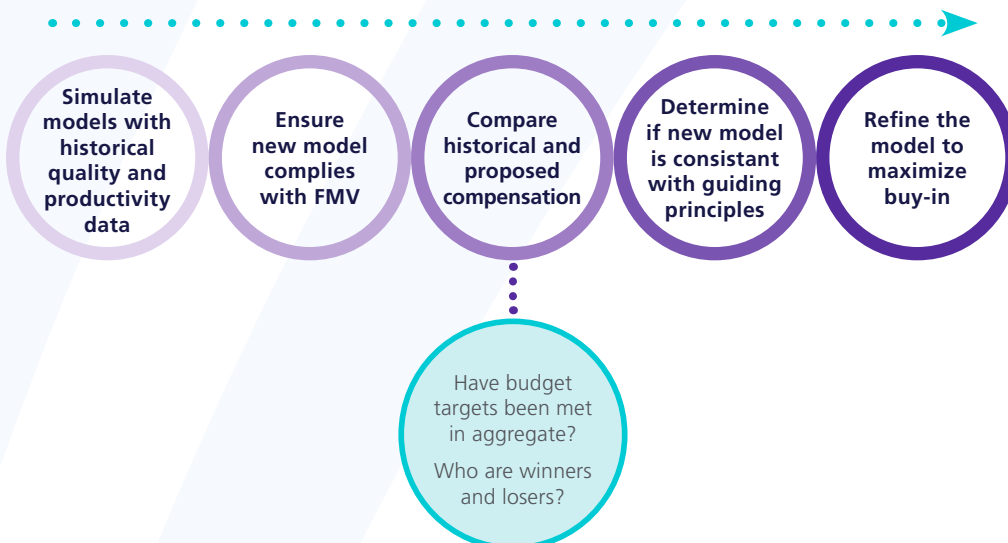 Simulate
models with
historical
quality and
productivity
data
Ensure
new model
complies
with FMV
Compare
historical and
proposed
compensation
Determine
if new model
is consistant
with guiding
principles
Refine the
model to
maximize
buy-in
Have budget
targets been met
in aggregate?
Who are winners
and losers?